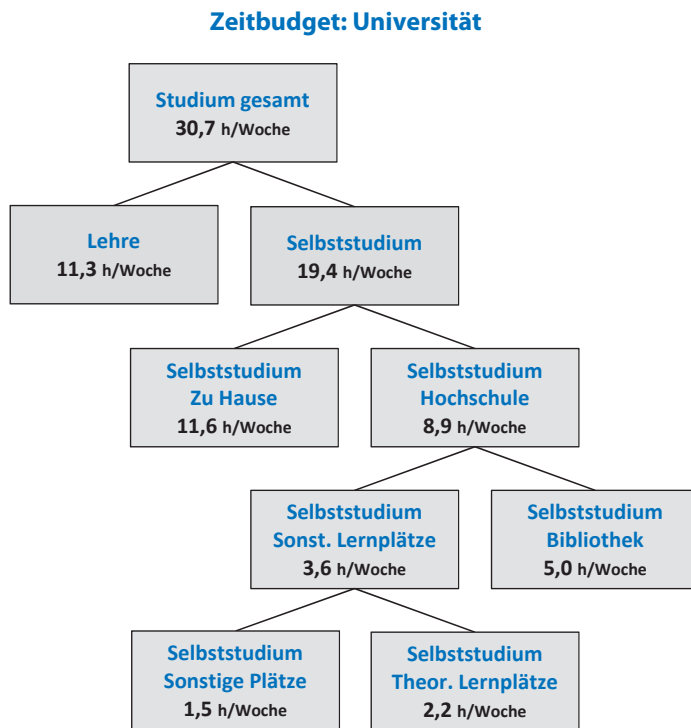 Zeitbudget: Universität
Studium gesamt
30,7 h/Woche
Lehre
11,3 h/Woche
Selbststudium
19,4 h/Woche
Selbststudium
Zu Hause
11,6 h/Woche
Selbststudium
Hochschule
8,9 h/Woche
Selbststudium
Sonst. Lernplätze
3,6 h/Woche
Selbststudium
Bibliothek
5,0 h/Woche
Selbststudium
Sonstige Plätze
1,5 h/Woche
Selbststudium
Theor. Lernplätze
2,2 h/Woche